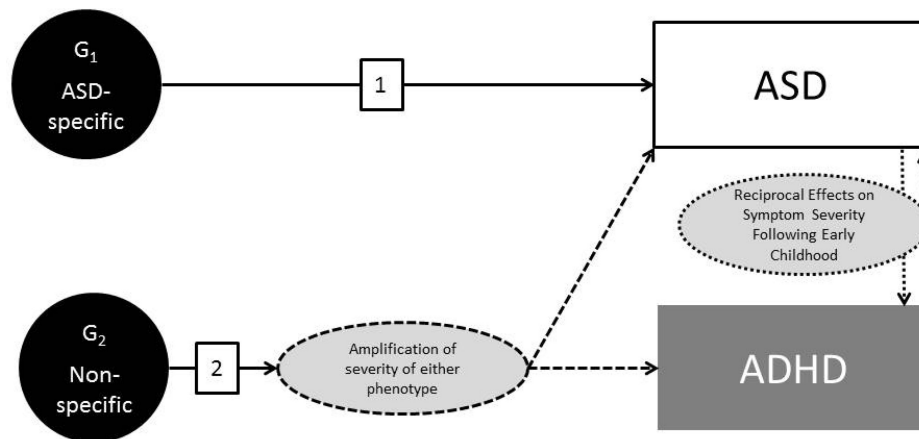 G₁
ASD-
specific
1
ASD
Reciprocal Effects on
Symptom Severity
Following Early
Childhood
G₂
Non-
specific
2
Amplification of
severity of either
phenotype
ADHD